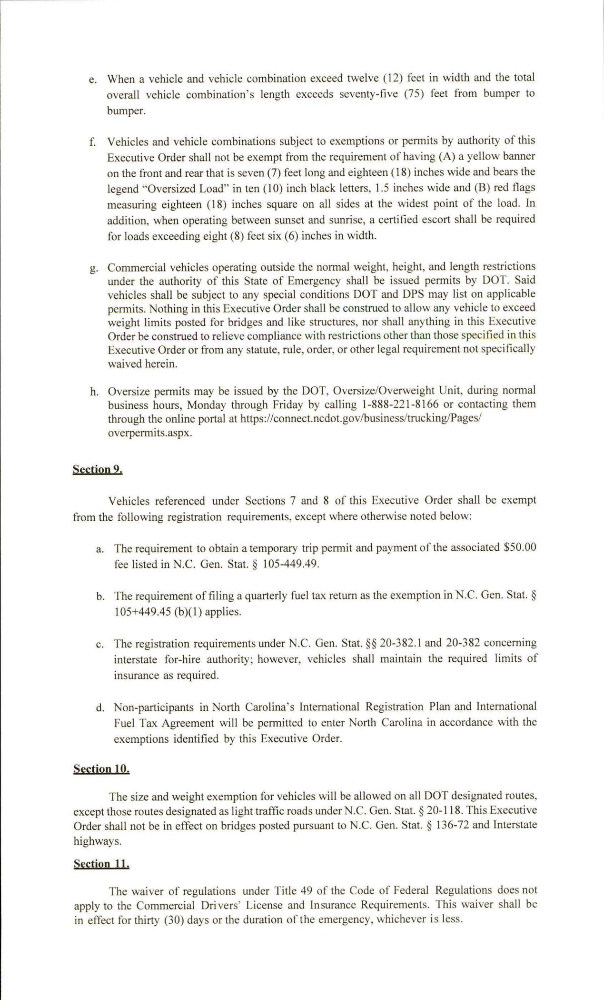 e. When a vehicle and vehicle combination exceed twelve (12) feet in width and the total
overall vehicle combination's length exceeds seventy-five (75) feet from bumper to
bumper.
f. Vehicles and vehicle combinations subject to exemptions or permits by authority of this
Executive Order shall not be exempt from the requirement of having (A) a yellow banner
on the front and rear that is seven (7) feet long and eighteen (18) inches wide and bears the
legend “Oversized Load” in ten (10) inch black letters, 1.5 inches wide and (B) red flags
measuring eighteen (18) inches square on all sides at the widest point of the load. In
addition, when operating between sunset and sunrise, a certified escort shall be required
for loads exceeding eight (8) feet six (6) inches in width.
g. Commercial vehicles operating outside the normal weight, height, and length restrictions
under the authority of this State of Emergency shall be issued permits by DOT. Said
vehicles shall be subject to any special conditions DOT and DPS may list on applicable
permits. Nothing in this Executive Order shall be construed to allow any vehicle to exceed
weight limits posted for bridges and like structures, nor shall anything in this Executive
Order be construed to relieve compliance with restrictions other than those specified in this
Executive Order or from any statute, rule, order, or other legal requirement not specifically
waived herein.
h. Oversize permits may be issued by the DOT, Oversize/Overweight Unit, during normal
business hours, Monday through Friday by calling 1-888-221-8166 or contacting them
through the online portal at https://connect.ncdot.gov/business/trucking/Pages/
overpermits.aspx.
Section 9.
Vehicles referenced under Sections 7 and 8 of this Executive Order shall be exempt
from the following registration requirements, except where otherwise noted below:
a. The requirement to obtain a temporary trip permit and payment of the associated $50.00
fee listed in N.C. Gen. Stat. § 105-449.49.
b. The requirement of filing a quarterly fuel tax return as the exemption in N.C. Gen. Stat. §
105+449.45 (b)(1) applies.
c. The registration requirements under N.C. Gen. Stat. §§ 20-382.1 and 20-382 concerning
interstate for-hire authority; however, vehicles shall maintain the required limits of
insurance as required.
d. Non-participants in North Carolina's International Registration Plan and International
Fuel Tax Agreement will be permitted to enter North Carolina in accordance with the
exemptions identified by this Executive Order.
Section 10.
The size and weight exemption for vehicles will be allowed on all DOT designated routes,
except those routes designated as light traffic roads under N.C. Gen. Stat. § 20-118. This Executive
Order shall not be in effect on bridges posted pursuant to N.C. Gen. Stat. § 136-72 and Interstate
highways.
Section 11.
The waiver of regulations under Title 49 of the Code of Federal Regulations does not
apply to the Commercial Drivers' License and Insurance Requirements. This waiver shall be
in effect for thirty (30) days or the duration of the emergency, whichever is less.